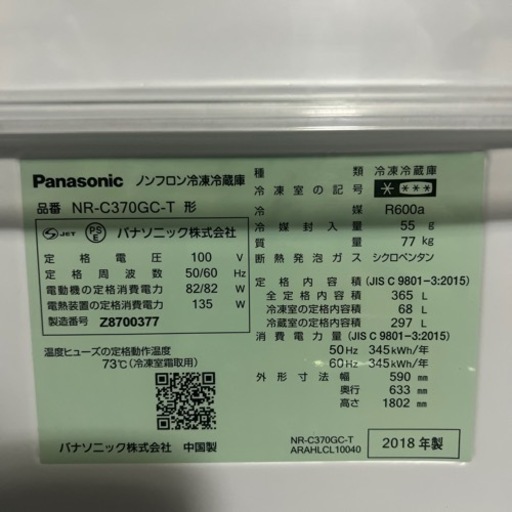 Panasonic ノンフロン冷凍冷蔵庫
品番 NR-C370GC-T 形
JET PSE パナソニック株式会社
定格電圧 100 V
定格周波数 50/60 Hz
電動機の定格消費電力 82/82 W
電熱装置の定格消費電力 135 W
製造番号 Z8700377
温度ヒューズの定格動作温度
73℃(冷凍室霜取用)
パナソニック株式会社 中国製
種類 冷凍冷蔵庫
冷凍室の記号 * ***
冷媒 R600a
冷媒封入量 55 g
質量 77 kg
断熱発泡ガス シクロペンタン
定格内容積 (JIS C 9801-3:2015)
全定格内容積 365 L
冷凍室の定格内容積 68 L
冷蔵室の定格内容積 297 L
消費電力量 (JIS C 9801-3:2015)
50 Hz 345 kWh/年
60 Hz 345 kWh/年
外形寸法 幅 590 mm
奥行 633 mm
高さ 1802 mm
NR-C370GC-T
ARAHLCL10040
2018 年製